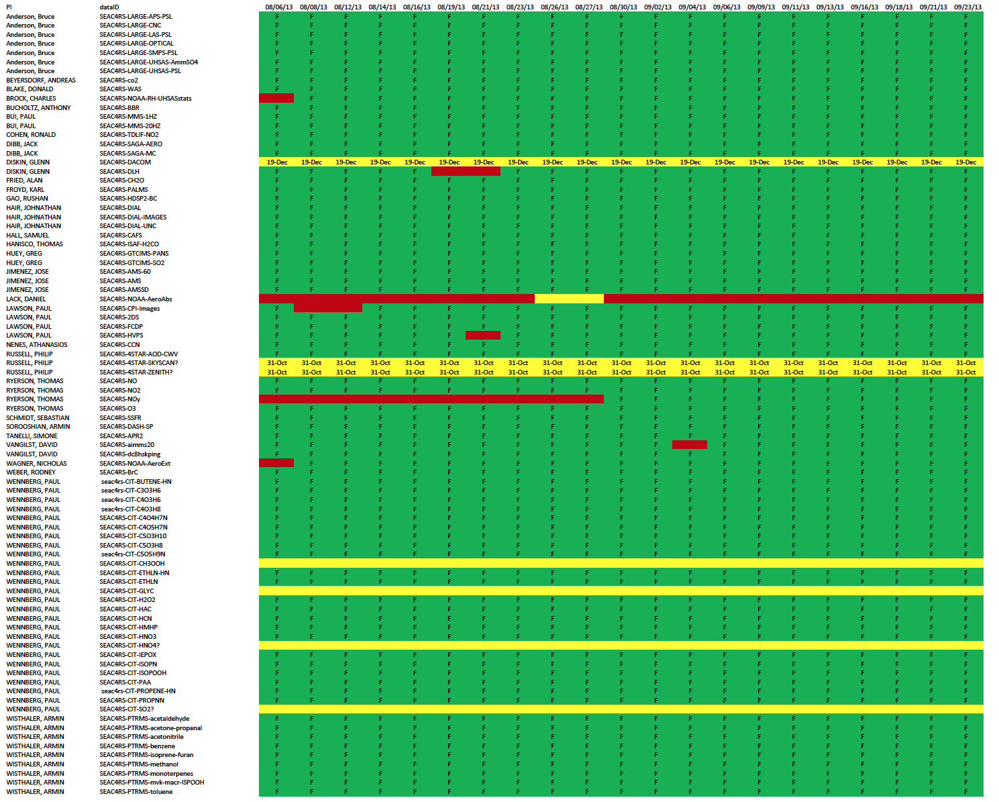 PI dataID 08/06/13 08/08/13 08/12/13 08/14/13 08/16/13 08/19/13 08/21/13 08/23/13 08/26/13 08/27/13 08/30/13 09/02/13 09/04/13 09/06/13 09/09/13 09/11/13 09/13/13 09/16/13 09/18/13 09/21/13 09/23/13
Anderson, Bruce SEAC4RS-LARGE-APS-PSL F F F F F F F F F F F F F F F F F F F F F
Anderson, Bruce SEAC4RS-LARGE-CNC F F F F F F F F F F F F F F F F F F F F F
Anderson, Bruce SEAC4RS-LARGE-LAS-PSL F F F F F F F F F F F F F F F F F F F F F
Anderson, Bruce SEAC4RS-LARGE-OPTICAL F F F F F F F F F F F F F F F F F F F F F
Anderson, Bruce SEAC4RS-LARGE-SMPS-PSL F F F F F F F F F F F F F F F F F F F F F
Anderson, Bruce SEAC4RS-LARGE-UHSAS-AmmSO4 F F F F F F F F F F F F F F F F F F F F F
Anderson, Bruce SEAC4RS-LARGE-UHSAS-PSL F F F F F F F F F F F F F F F F F F F F F
BEYERSDORF, ANDREAS SEAC4RS-co2 F F F F F F F F F F F F F F F F F F F F F
BLAKE, DONALD SEAC4RS-WAS F F F F F F F F F F F F F F F F F F F F F
BROCK, CHARLES SEAC4RS-NOAA-RH-UHSASstats F F F F F F F F F F F F F F F F F F F F
BUCHOLTZ, ANTHONY SEAC4RS-BBR F F F F F F F F F F F F F F F F F F F F F
BUI, PAUL SEAC4RS-MMS-1HZ F F F F F F F F F F F F F F F F F F F F F
BUI, PAUL SEAC4RS-MMS-20HZ F F F F F F F F F F F F F F F F F F F F F
COHEN, RONALD SEAC4RS-TDLIF-NO2 F F F F F F F F F F F F F F F F F F F F F
DIBB, JACK SEAC4RS-SAGA-AERO F F F F F F F F F F F F F F F F F F F F F
DIBB, JACK SEAC4RS-SAGA-MC F F F F F F F F F F F F F F F F F F F F F
DISKIN, GLENN SEAC4RS-DACOM 19-Dec 19-Dec 19-Dec 19-Dec 19-Dec 19-Dec 19-Dec 19-Dec 19-Dec 19-Dec 19-Dec 19-Dec 19-Dec 19-Dec 19-Dec 19-Dec 19-Dec 19-Dec 19-Dec 19-Dec 19-Dec
DISKIN, GLENN SEAC4RS-DLH F F F F F F F F F F F F F F F F F F F
FRIED, ALAN SEAC4RS-CH2O F F F F F F F F F F F F F F F F F F F F F
FROYD, KARL SEAC4RS-PALMS F F F F F F F F F F F F F F F F F F F F F
GAO, RUSHAN SEAC4RS-HDSP2-BC F F F F F F F F F F F F F F F F F F F F F
HAIR, JOHNATHAN SEAC4RS-DIAL F F F F F F F F F F F F F F F F F F F F F
HAIR, JOHNATHAN SEAC4RS-DIAL-IMAGES F F F F F F F F F F F F F F F F F F F F F
HAIR, JOHNATHAN SEAC4RS-DIAL-UNC F F F F F F F F F F F F F F F F F F F F F
HALL, SAMUEL SEAC4RS-CAFS F F F F F F F F F F F F F F F F F F F F F
HANISCO, THOMAS SEAC4RS-ISAF-H2CO F F F F F F F F F F F F F F F F F F F F F
HUEY, GREG SEAC4RS-GTCIMS-PANS F F F F F F F F F F F F F F F F F F F F F
HUEY, GREG SEAC4RS-GTCIMS-SO2 F F F F F F F F F F F F F F F F F F F F F
JIMENEZ, JOSE SEAC4RS-AMS-60 F F F F F F F F F F F F F F F F F F F F F
JIMENEZ, JOSE SEAC4RS-AMS F F F F F F F F F F F F F F F F F F F F F
JIMENEZ, JOSE SEAC4RS-AMSSD F F F F F F F F F F F F F F F F F F F F F
LACK, DANIEL SEAC4RS-NOAA-AeroAbs
LAWSON, PAUL SEAC4RS-CPI-Images F F F F F F F F F F F F F F F F F F F
LAWSON, PAUL SEAC4RS-2DS F F F F F F F F F F F F F F F F F F F F F
LAWSON, PAUL SEAC4RS-FCDP F F F F F F F F F F F F F F F F F F F F F
LAWSON, PAUL SEAC4RS-HVPS F F F F F F F F F F F F F F F F F F F F
NENES, ATHANASIOS SEAC4RS-CCN F F F F F F F F F F F F F F F F F F F F F
RUSSELL, PHILIP SEAC4RS-4STAR-AOD-CWV F F F F F F F F F F F F F F F F F F F F F
RUSSELL, PHILIP SEAC4RS-4STAR-SKYSCAN? 31-Oct 31-Oct 31-Oct 31-Oct 31-Oct 31-Oct 31-Oct 31-Oct 31-Oct 31-Oct 31-Oct 31-Oct 31-Oct 31-Oct 31-Oct 31-Oct 31-Oct 31-Oct 31-Oct 31-Oct 31-Oct
RUSSELL, PHILIP SEAC4RS-4STAR-ZENITH? 31-Oct 31-Oct 31-Oct 31-Oct 31-Oct 31-Oct 31-Oct 31-Oct 31-Oct 31-Oct 31-Oct 31-Oct 31-Oct 31-Oct 31-Oct 31-Oct 31-Oct 31-Oct 31-Oct 31-Oct 31-Oct
RYERSON, THOMAS SEAC4RS-NO F F F F F F F F F F F F F F F F F F F F F
RYERSON, THOMAS SEAC4RS-NO2 F F F F F F F F F F F F F F F F F F F F F
RYERSON, THOMAS SEAC4RS-NOy F F F F F F F F F F F
RYERSON, THOMAS SEAC4RS-O3 F F F F F F F F F F F F F F F F F F F F F
SCHMIDT, SEBASTIAN SEAC4RS-SSFR F F F F F F F F F F F F F F F F F F F F F
SOROOSHIAN, ARMIN SEAC4RS-DASH-SP F F F F F F F F F F F F F F F F F F F F F
TANELLI, SIMONE SEAC4RS-APR2 F F F F F F F F F F F F F F F F F F F F F
VANGILST, DAVID SEAC4RS-aimms20 F F F F F F F F F F F F F F F F F F F F
VANGILST, DAVID SEAC4RS-dc8hskping F F F F F F F F F F F F F F F F F F F F F
WAGNER, NICHOLAS SEAC4RS-NOAA-AeroExt F F F F F F F F F F F F F F F F F F F F
WEBER, RODNEY SEAC4RS-BrC F F F F F F F F F F F F F F F F F F F F F
WENNBERG, PAUL seac4rs-CIT-BUTENE-HN F F F F F F F F F F F F F F F F F F F F F
WENNBERG, PAUL seac4rs-CIT-C3O3H6 F F F F F F F F F F F F F F F F F F F F F
WENNBERG, PAUL seac4rs-CIT-C4O3H6 F F F F F F F F F F F F F F F F F F F F F
WENNBERG, PAUL seac4rs-CIT-C4O3H8 F F F F F F F F F F F F F F F F F F F F F
WENNBERG, PAUL SEAC4RS-CIT-C4O4H7N F F F F F F F F F F F F F F F F F F F F F
WENNBERG, PAUL SEAC4RS-CIT-C4O5H7N F F F F F F F F F F F F F F F F F F F F F
WENNBERG, PAUL SEAC4RS-CIT-C5O3H10 F F F F F F F F F F F F F F F F F F F F F
WENNBERG, PAUL SEAC4RS-CIT-C5O3H8 F F F F F F F F F F F F F F F F F F F F F
WENNBERG, PAUL seac4rs-CIT-C5O5H9N F F F F F F F F F F F F F F F F F F F F F
WENNBERG, PAUL SEAC4RS-CIT-CH3OOH
WENNBERG, PAUL SEAC4RS-CIT-ETHLN-HN F F F F F F F F F F F F F F F F F F F F F
WENNBERG, PAUL SEAC4RS-CIT-ETHLN F F F F F F F F F F F F F F F F F F F F F
WENNBERG, PAUL SEAC4RS-CIT-GLYC
WENNBERG, PAUL SEAC4RS-CIT-H2O2 F F F F F F F F F F F F F F F F F F F F F
WENNBERG, PAUL SEAC4RS-CIT-HAC F F F F F F F F F F F F F F F F F F F F F
WENNBERG, PAUL SEAC4RS-CIT-HCN F F F F F F F F F F F F F F F F F F F F F
WENNBERG, PAUL SEAC4RS-CIT-HMHP F F F F F F F F F F F F F F F F F F F F F
WENNBERG, PAUL SEAC4RS-CIT-HNO3 F F F F F F F F F F F F F F F F F F F F F
WENNBERG, PAUL SEAC4RS-CIT-HNO4?
WENNBERG, PAUL SEAC4RS-CIT-IEPOX F F F F F F F F F F F F F F F F F F F F F
WENNBERG, PAUL SEAC4RS-CIT-ISOPN F F F F F F F F F F F F F F F F F F F F F
WENNBERG, PAUL SEAC4RS-CIT-ISOPOOH F F F F F F F F F F F F F F F F F F F F F
WENNBERG, PAUL SEAC4RS-CIT-PAA F F F F F F F F F F F F F F F F F F F F F
WENNBERG, PAUL seac4rs-CIT-PROPENE-HN F F F F F F F F F F F F F F F F F F F F F
WENNBERG, PAUL SEAC4RS-CIT-PROPNN F F F F F F F F F F F F F F F F F F F F F
WENNBERG, PAUL SEAC4RS-CIT-SO2?
WISTHALER, ARMIN SEAC4RS-PTRMS-acetaldehyde F F F F F F F F F F F F F F F F F F F F F
WISTHALER, ARMIN SEAC4RS-PTRMS-acetone-propanal F F F F F F F F F F F F F F F F F F F F F
WISTHALER, ARMIN SEAC4RS-PTRMS-acetonitrile F F F F F F F F F F F F F F F F F F F F F
WISTHALER, ARMIN SEAC4RS-PTRMS-benzene F F F F F F F F F F F F F F F F F F F F F
WISTHALER, ARMIN SEAC4RS-PTRMS-isoprene-furan F F F F F F F F F F F F F F F F F F F F F
WISTHALER, ARMIN SEAC4RS-PTRMS-methanol F F F F F F F F F F F F F F F F F F F F F
WISTHALER, ARMIN SEAC4RS-PTRMS-monoterpenes F F F F F F F F F F F F F F F F F F F F F
WISTHALER, ARMIN SEAC4RS-PTRMS-mvk-macr-ISPOOH F F F F F F F F F F F F F F F F F F F F F
WISTHALER, ARMIN SEAC4RS-PTRMS-toluene F F F F F F F F F F F F F F F F F F F F F